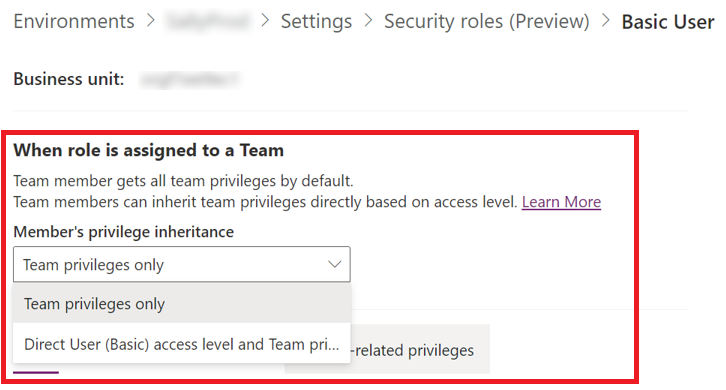 Environments > > Settings > Security roles (Preview) > Basic User
Business unit:
When role is assigned to a Team
Team member gets all team privileges by default.
Team members can inherit team privileges directly based on access level. Learn More
Member's privilege inheritance
Team privileges only
Team privileges only
Direct User (Basic) access level and Team pri...
-related privileges